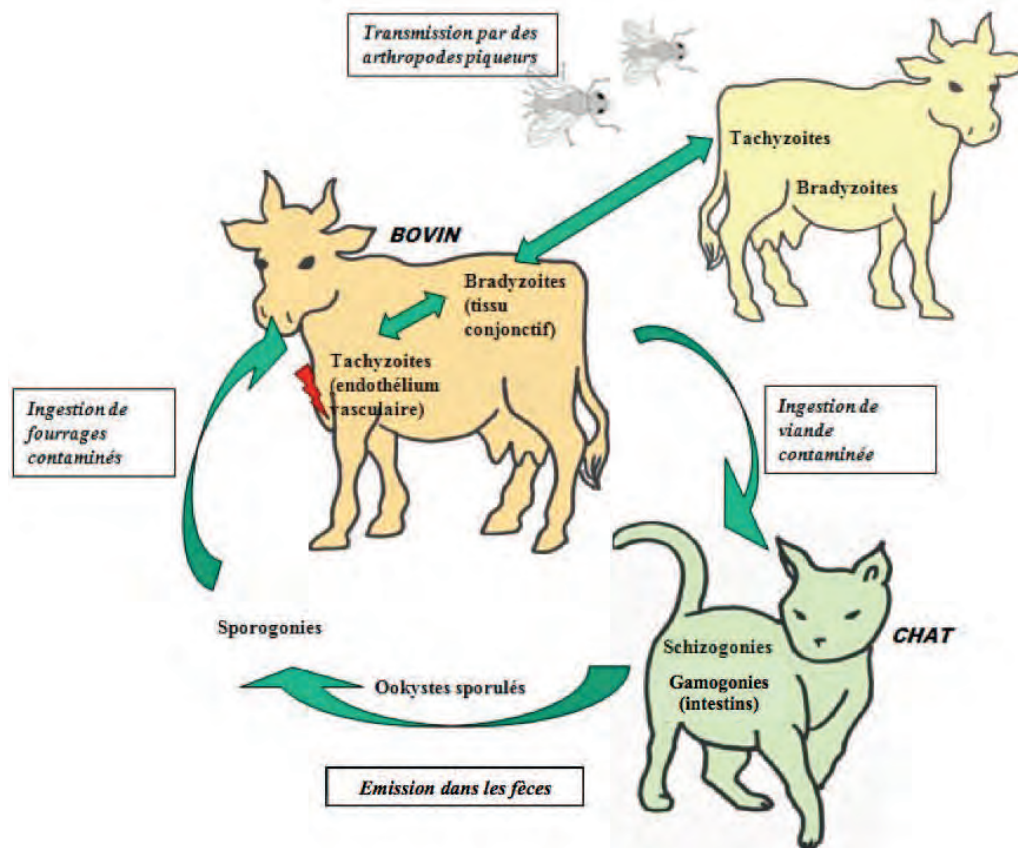 Transmission par des
arthropodes piqueurs
Tachyzoites
Bradyzoites
BOVIN
Bradyzoites
(tissu
conjonctif)
Tachyzoites
(endothélium
vasculaire)
Ingestion de
fourrages
contaminés
Ingestion de
viande
contaminée
Sporogonies
CHAT
Schizogonies
Gamogonies
(intestins)
Ookystes sporulés
Emission dans les fèces